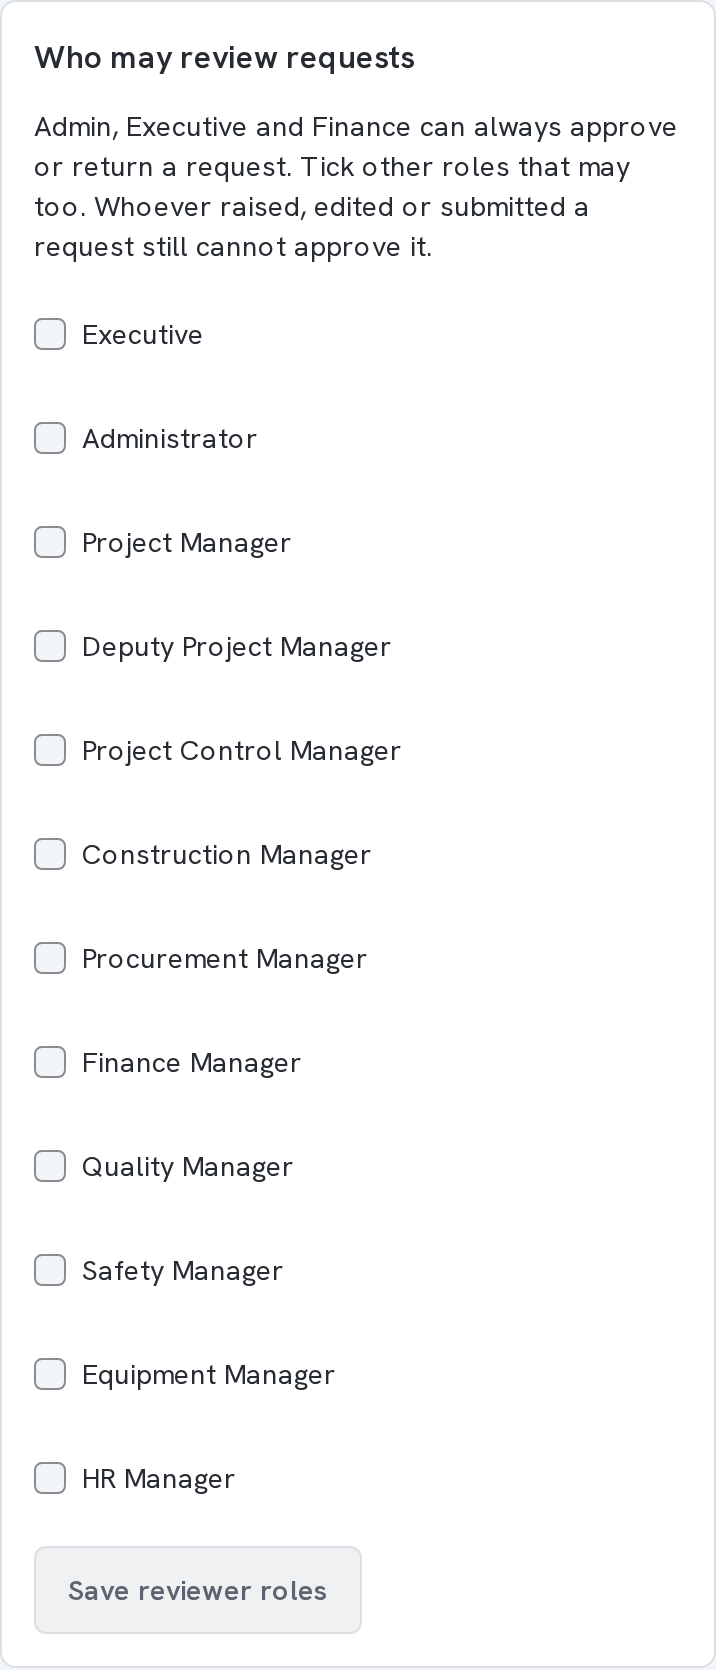 Who may review requests
Admin, Executive and Finance can always approve
or return a request. Tick other roles that may
too. Whoever raised, edited or submitted a
request still cannot approve it.
Executive
Administrator
Project Manager
Deputy Project Manager
Project Control Manager
Construction Manager
Procurement Manager
Finance Manager
Quality Manager
Safety Manager
Equipment Manager
HR Manager
Save reviewer roles